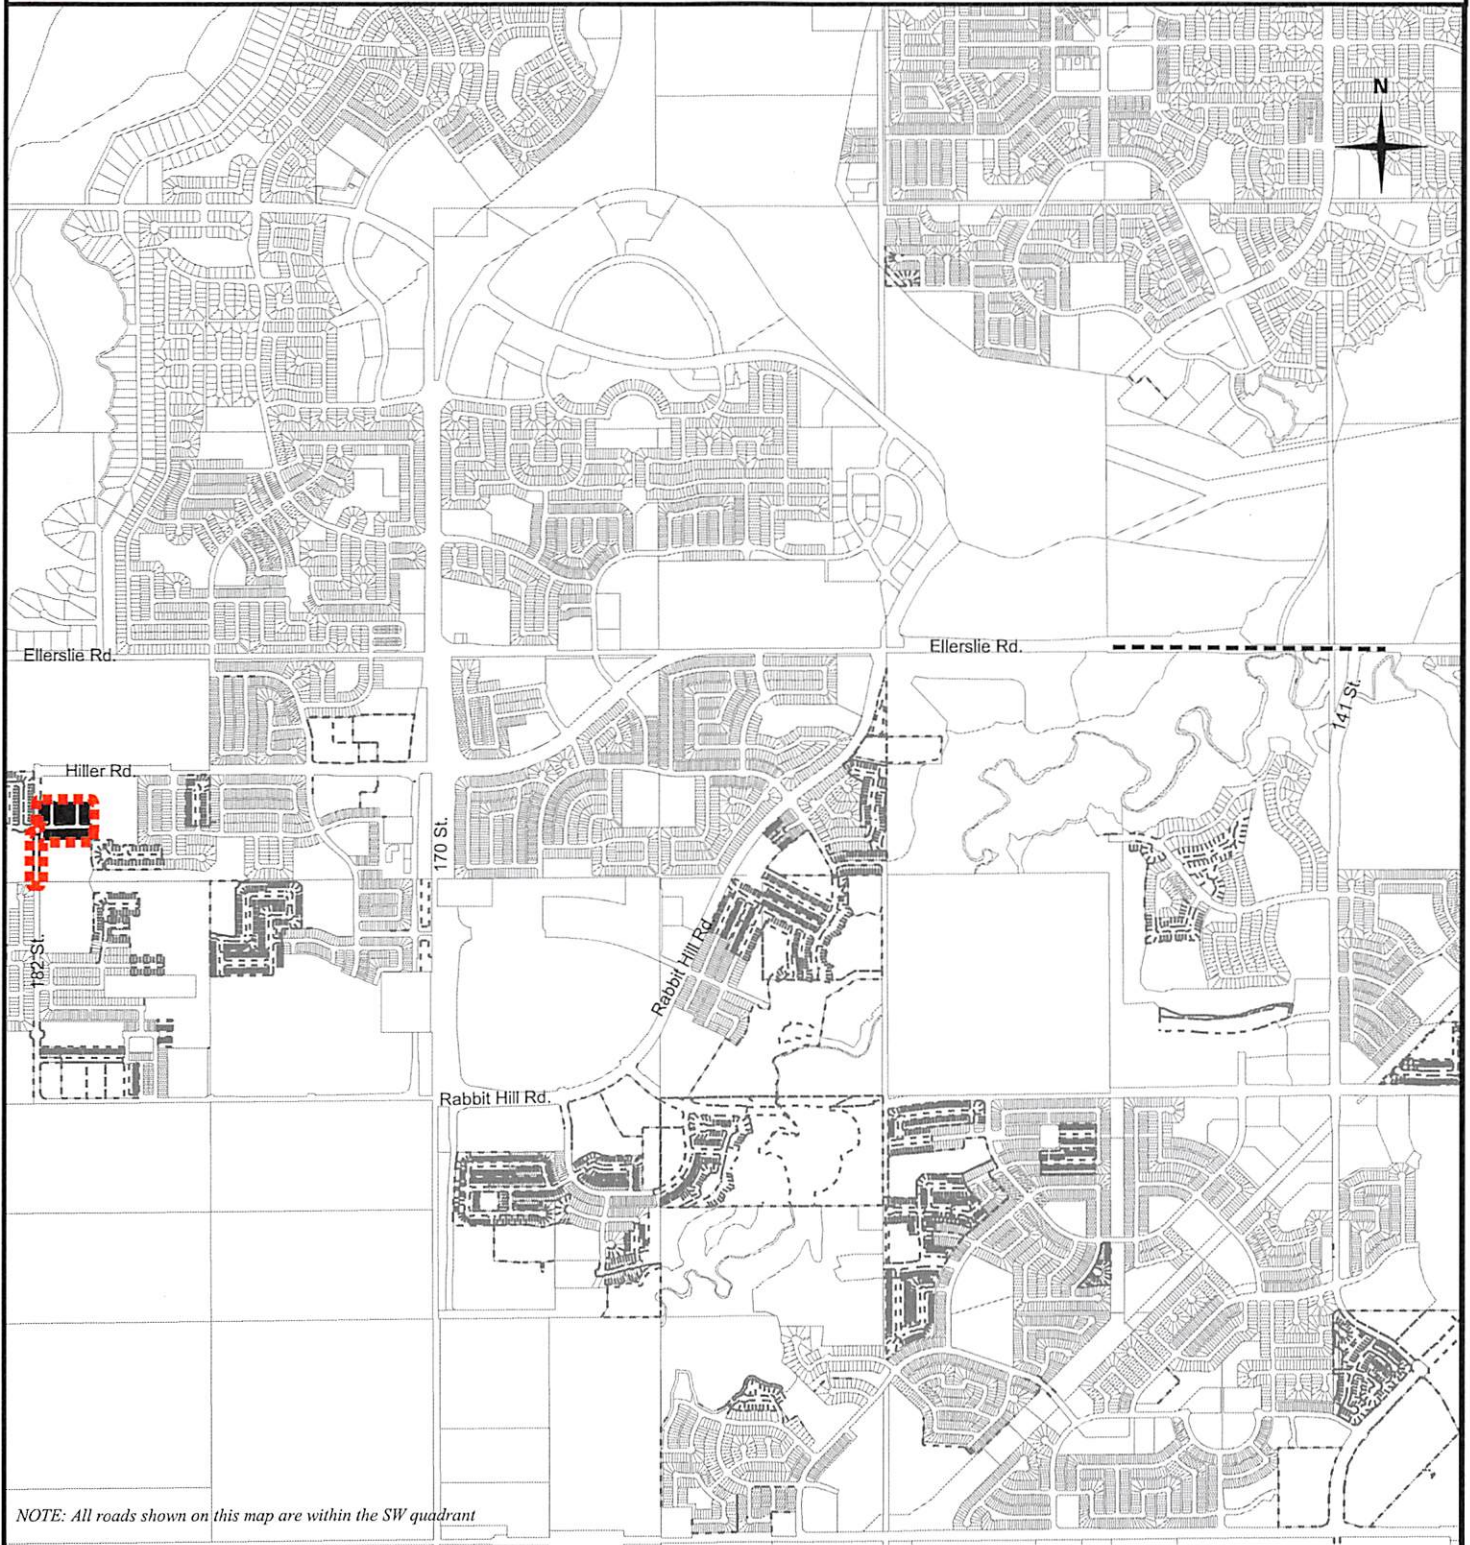 N
Ellerslie Rd.
Ellerslie Rd.
141 St.
Hiller Rd.
170 St.
182 St.
Rabbit Hill Rd.
Rabbit Hill Rd.
NOTE: All roads shown on this map are within the SW quadrant